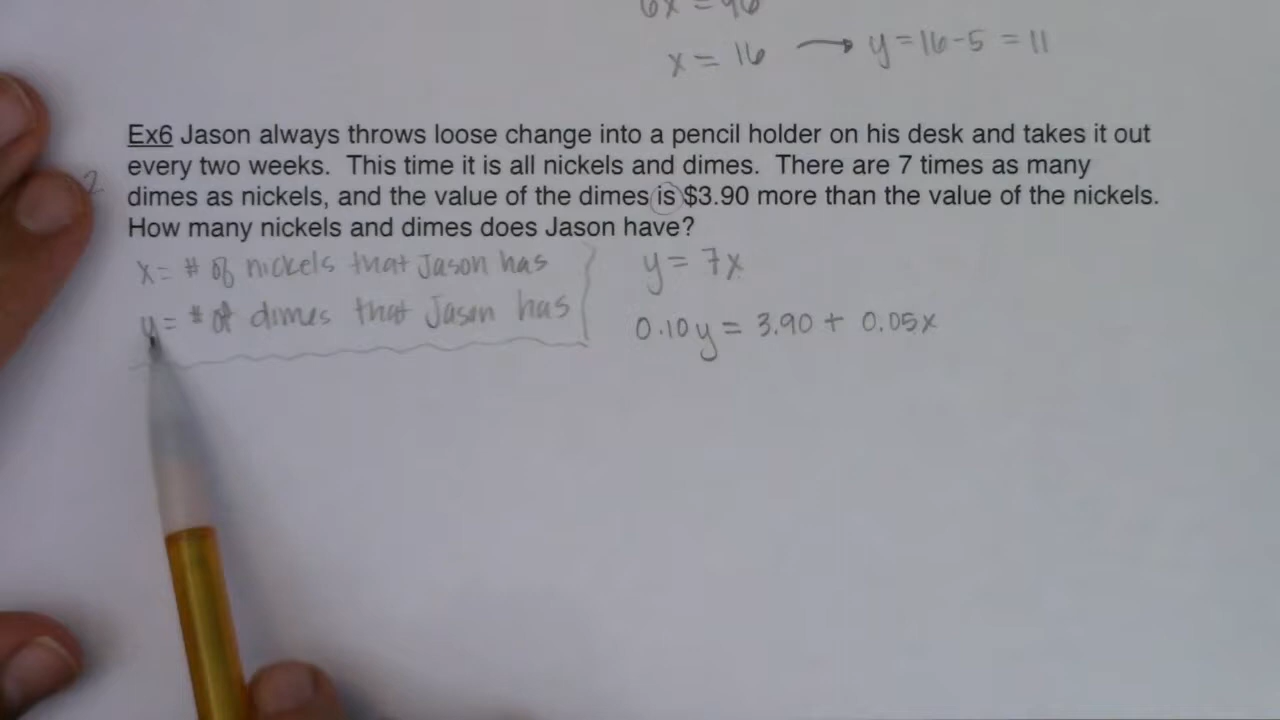 6x = 96
x = 16 → y = 16 - 5 = 11
Ex6 Jason always throws loose change into a pencil holder on his desk and takes it out
every two weeks. This time it is all nickels and dimes. There are 7 times as many
dimes as nickels, and the value of the dimes is $3.90 more than the value of the nickels.
How many nickels and dimes does Jason have?
x = # of nickels that Jason has
y = # of dimes that Jason has
y = 7x
0.10y = 3.90 + 0.05x